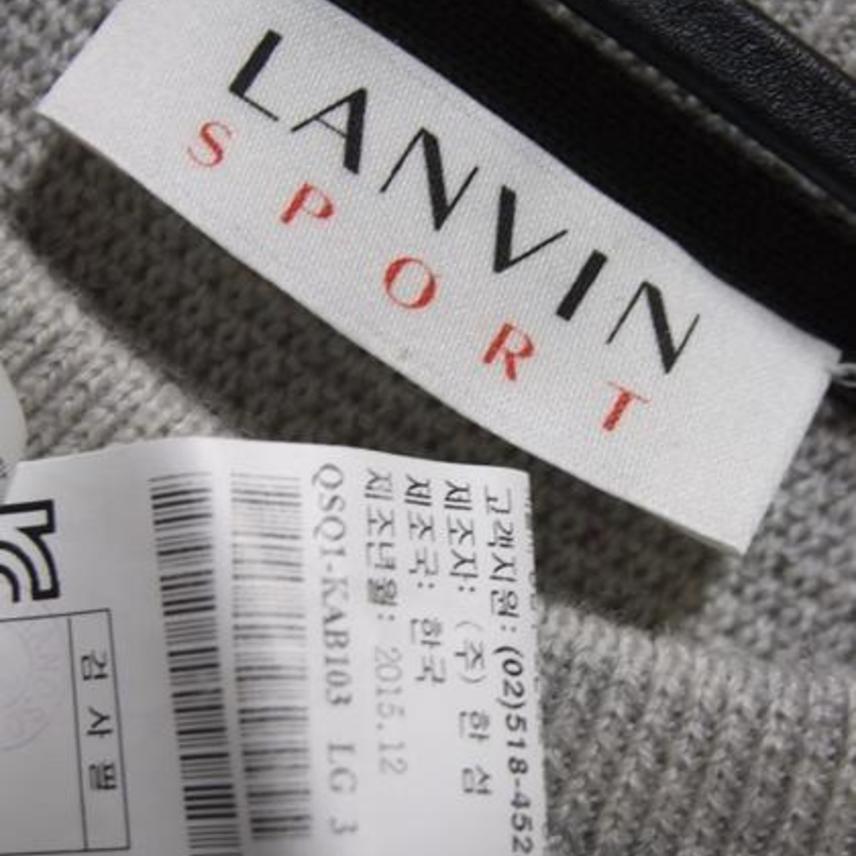 LANVIN
SPORT
고객지원: (02)518-452
제조사: (주) 한 섬
제조국: 한국
제조년월: 2015.12
QSQ1-KAB103 LG 3
검 사 필